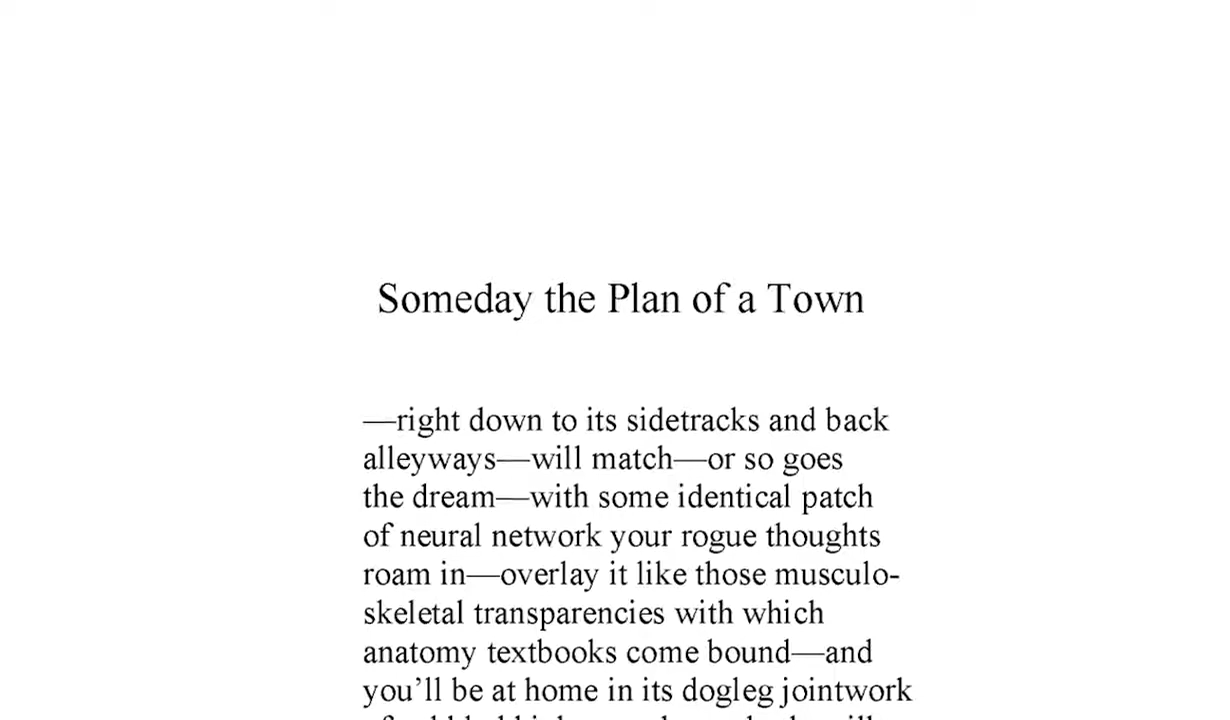 Someday the Plan of a Town
—right down to its sidetracks and back
alleyways—will match—or so goes
the dream—with some identical patch
of neural network your rogue thoughts
roam in—overlay it like those musculo-
skeletal transparencies with which
anatomy textbooks come bound—and
you’ll be at home in its dogleg jointwork